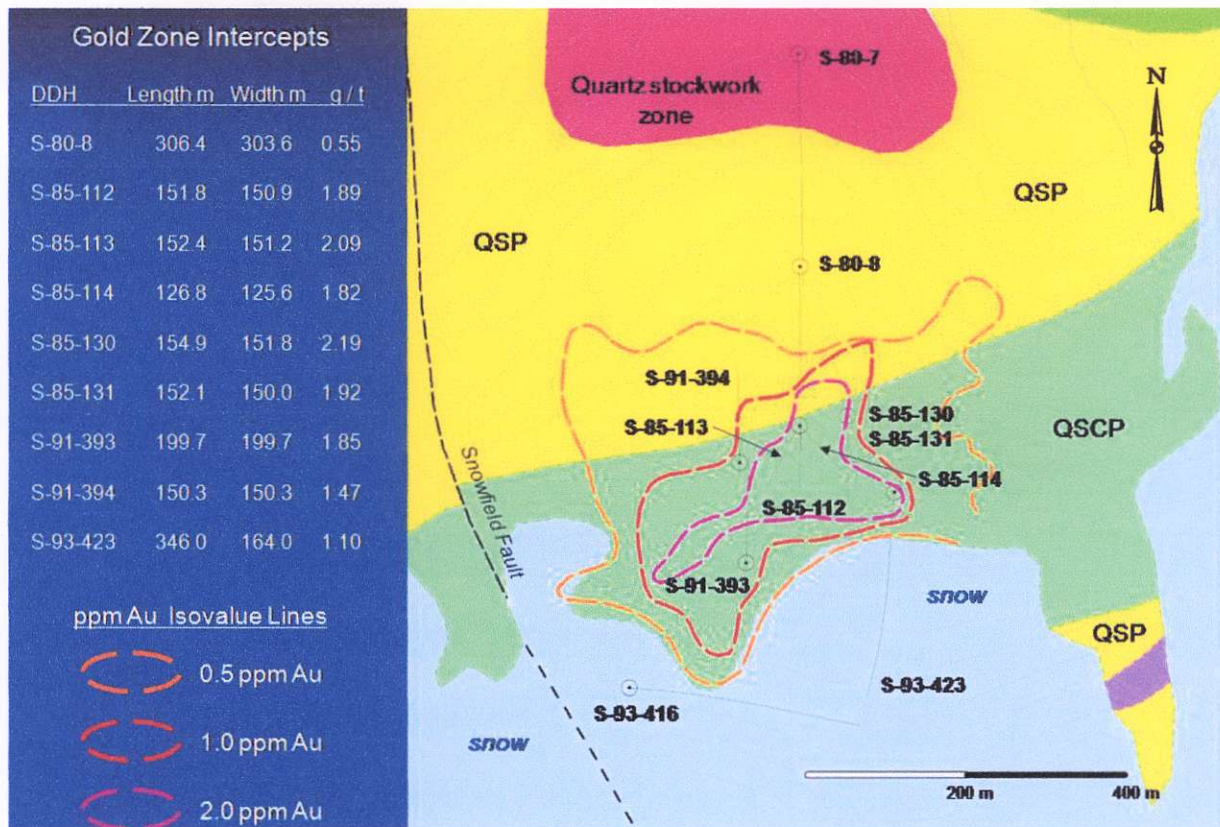 Gold Zone Intercepts
DDH Length m Width m g / t
S-80-8 306.4 303.6 0.55
S-85-112 151.8 150.9 1.89
S-85-113 152.4 151.2 2.09
S-85-114 126.8 125.6 1.82
S-85-130 154.9 151.8 2.19
S-85-131 152.1 150.0 1.92
S-91-393 199.7 199.7 1.85
S-91-394 150.3 150.3 1.47
S-93-423 346.0 164.0 1.10
ppm Au Isovalue Lines
0.5 ppm Au
1.0 ppm Au
2.0 ppm Au
S-80-7
Quartz stockwork
zone
N
QSP
QSP
S-80-8
S-91-394
S-85-113
S-85-130
S-85-131
QSCP
S-85-114
S-85-112
Snowfield Fault
S-91-393
snow
QSP
S-93-423
S-93-416
snow
200 m
400 m